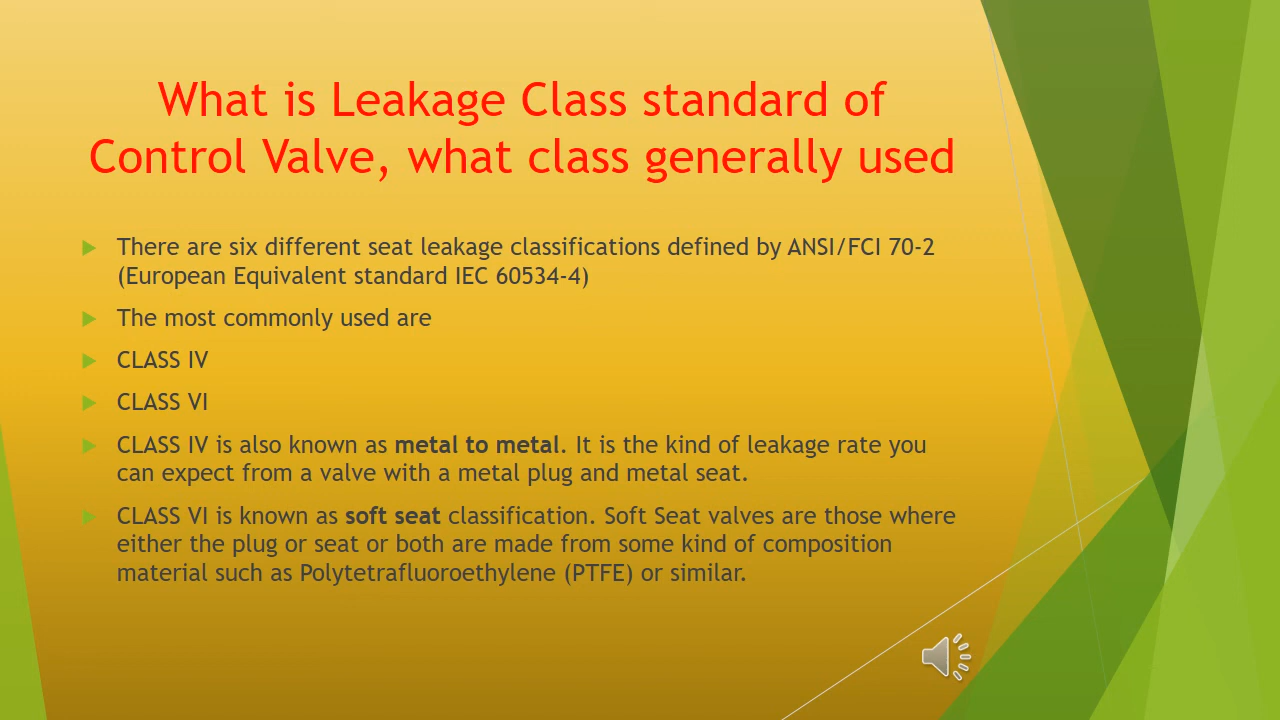 What is Leakage Class standard of
Control Valve, what class generally used
There are six different seat leakage classifications defined by ANSI/FCI 70-2
(European Equivalent standard IEC 60534-4)
The most commonly used are
CLASS IV
CLASS VI
CLASS IV is also known as metal to metal. It is the kind of leakage rate you
can expect from a valve with a metal plug and metal seat.
CLASS VI is known as soft seat classification. Soft Seat valves are those where
either the plug or seat or both are made from some kind of composition
material such as Polytetrafluoroethylene (PTFE) or similar.